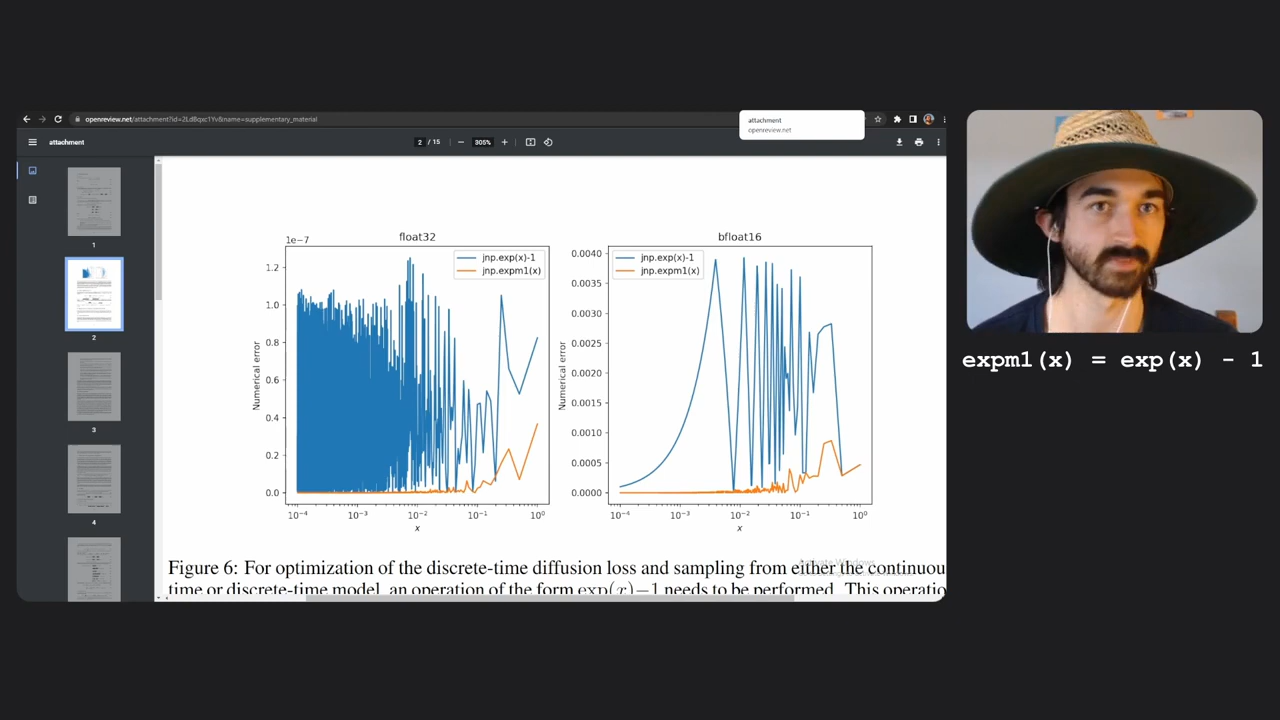 openreview.net/attachment?id=2LdBqxc1Yv&name=supplementary_material
attachment
openreview.net
attachment
2 / 15
305%
1
2
3
4
float32
1e-7
jnp.exp(x)-1
jnp.expm1(x)
Numerical error
1.2
1.0
0.8
0.6
0.4
0.2
0.0
10⁻⁴ 10⁻³ 10⁻² 10⁻¹ 10⁰
x
bfloat16
jnp.exp(x)-1
jnp.expm1(x)
Numerical error
0.0040
0.0035
0.0030
0.0025
0.0020
0.0015
0.0010
0.0005
0.0000
10⁻⁴ 10⁻³ 10⁻² 10⁻¹ 10⁰
x
Figure 6: For optimization of the discrete-time diffusion loss and sampling from either the continuou
time or discrete-time model, an operation of the form exp(x)−1 needs to be performed. This operatio
expm1(x) = exp(x) - 1